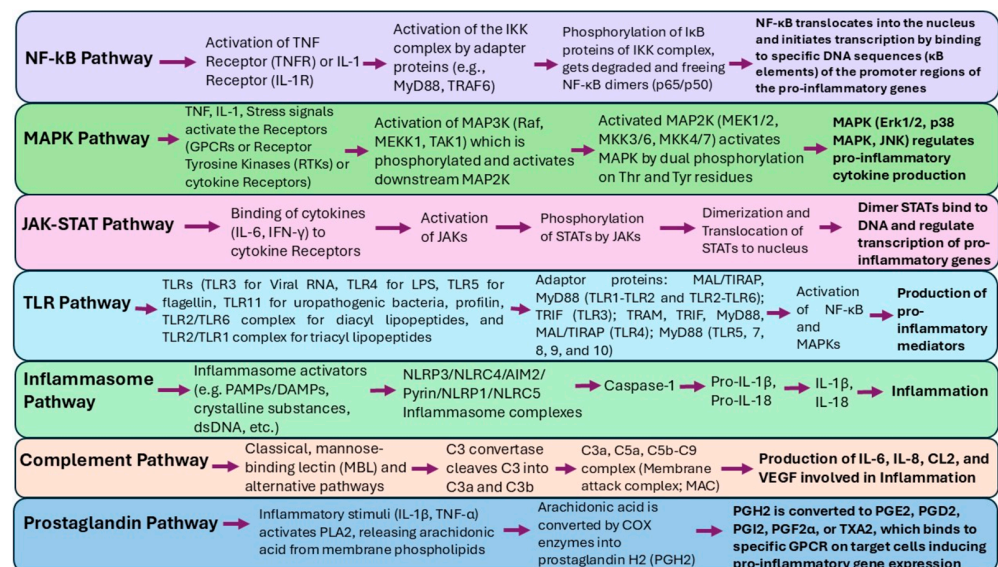 NF-kB Pathway
Activation of TNF
Receptor (TNFR) or IL-1
Receptor (IL-1R)
Activation of the IKK
complex by adapter
proteins (e.g.,
MyD88, TRAF6)
Phosphorylation of IκB
proteins of IKK complex,
gets degraded and freeing
NF-κB dimers (p65/p50)
NF-κB translocates into the nucleus
and initiates transcription by binding
to specific DNA sequences (κB
elements) of the promoter regions of
the pro-inflammatory genes
MAPK Pathway
TNF, IL-1, Stress signals
activate the Receptors
(GPCRs or Receptor
Tyrosine Kinases (RTKs) or
cytokine Receptors)
Activation of MAP3K (Raf,
MEKK1, TAK1) which is
phosphorylated and activates
downstream MAP2K
Activated MAP2K (MEK1/2,
MKK3/6, MKK4/7) activates
MAPK by dual phosphorylation
on Thr and Tyr residues
MAPK (Erk1/2, p38
MAPK, JNK) regulates
pro-inflammatory
cytokine production
JAK-STAT Pathway
Binding of cytokines
(IL-6, IFN-γ) to
cytokine Receptors
Activation
of JAKs
Phosphorylation
of STATs by JAKs
Dimerization and
Translocation of
STATs to nucleus
Dimer STATs bind to
DNA and regulate
transcription of pro-
inflammatory genes
TLR Pathway
TLRs (TLR3 for Viral RNA, TLR4 for LPS, TLR5 for
flagellin, TLR11 for uropathogenic bacteria, profilin,
TLR2/TLR6 complex for diacyl lipopeptides, and
TLR2/TLR1 complex for triacyl lipopeptides
Adaptor proteins: MAL/TIRAP,
MyD88 (TLR1-TLR2 and TLR2-TLR6);
TRIF (TLR3); TRAM, TRIF, MyD88,
MAL/TIRAP (TLR4); MyD88 (TLR5, 7,
8, 9, and 10)
Activation
of NF-κB
and
MAPKs
Production of
pro-
inflammatory
mediators
Inflammasome
Pathway
Inflammasome activators
(e.g. PAMPs/DAMPs,
crystalline substances,
dsDNA, etc.)
NLRP3/NLRC4/AIM2/
Pyrin/NLRP1/NLRC5
Inflammasome complexes
Caspase-1
Pro-IL-1β,
Pro-IL-18
IL-1β,
IL-18
Inflammation
Complement Pathway
Classical, mannose-
binding lectin (MBL) and
alternative pathways
C3 convertase
cleaves C3 into
C3a and C3b
C3a, C5a, C5b-C9
complex (Membrane
attack complex; MAC)
Production of IL-6, IL-8, CL2, and
VEGF involved in Inflammation
Prostaglandin Pathway
Inflammatory stimuli (IL-1β, TNF-α)
activates PLA2, releasing arachidonic
acid from membrane phospholipids
Arachidonic acid is
converted by COX
enzymes into
prostaglandin H2 (PGH2)
PGH2 is converted to PGE2, PGD2,
PGI2, PGF2α, or TXA2, which binds to
specific GPCR on target cells inducing
pro-inflammatory gene expression